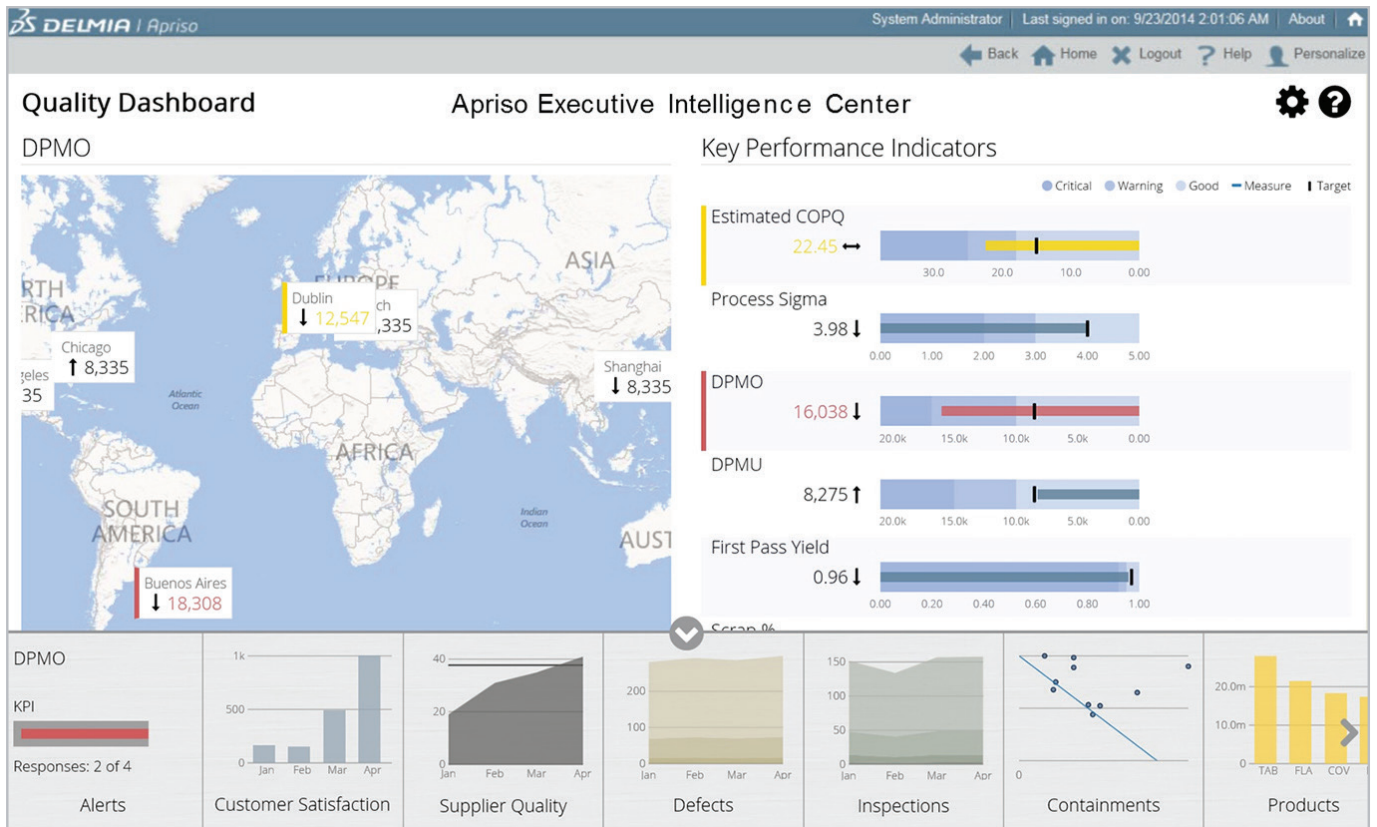 DS DELMIA | Apriso
System Administrator | Last signed in on: 9/23/2014 2:01:06 AM | About
Back Home Logout ? Help Personalize
Quality Dashboard
Apriso Executive Intelligence Center
?
DPMO
ASIA
EUROPE
RTH
RICA
Dublin
12,547
ch
,335
Chicago
8,335
geles
35
Shanghai
8,335
Atlantic
Ocean
AFRICA
SOUTH
AMERICA
Indian
Ocean
AUST
Buenos Aires
18,308
Key Performance Indicators
Critical Warning Good Measure Target
Estimated COPQ
22.45
30.0 20.0 10.0 0.00
Process Sigma
3.98
0.00 1.00 2.00 3.00 4.00 5.00
DPMO
16,038
20.0k 15.0k 10.0k 5.0k 0.00
DPMU
8,275
20.0k 15.0k 10.0k 5.0k 0.00
First Pass Yield
0.96
0.00 0.20 0.40 0.60 0.80 1.00
Scrap %
DPMO
KPI
Responses: 2 of 4
Alerts
1k
500
0
Jan Feb Mar Apr
Customer Satisfaction
40
20
0
Jan Feb Mar Apr
Supplier Quality
200
100
0
Jan Feb Mar Apr
Defects
150
100
50
0
Jan Feb Mar Apr
Inspections
0
Containments
20.0m
10.0m
0
TAB FLA COV
Products